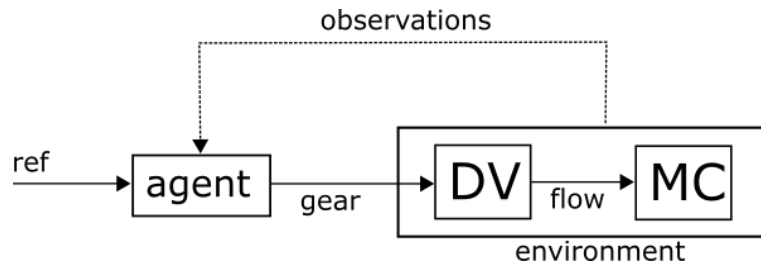 observations
ref
agent
gear
DV
flow
MC
environment